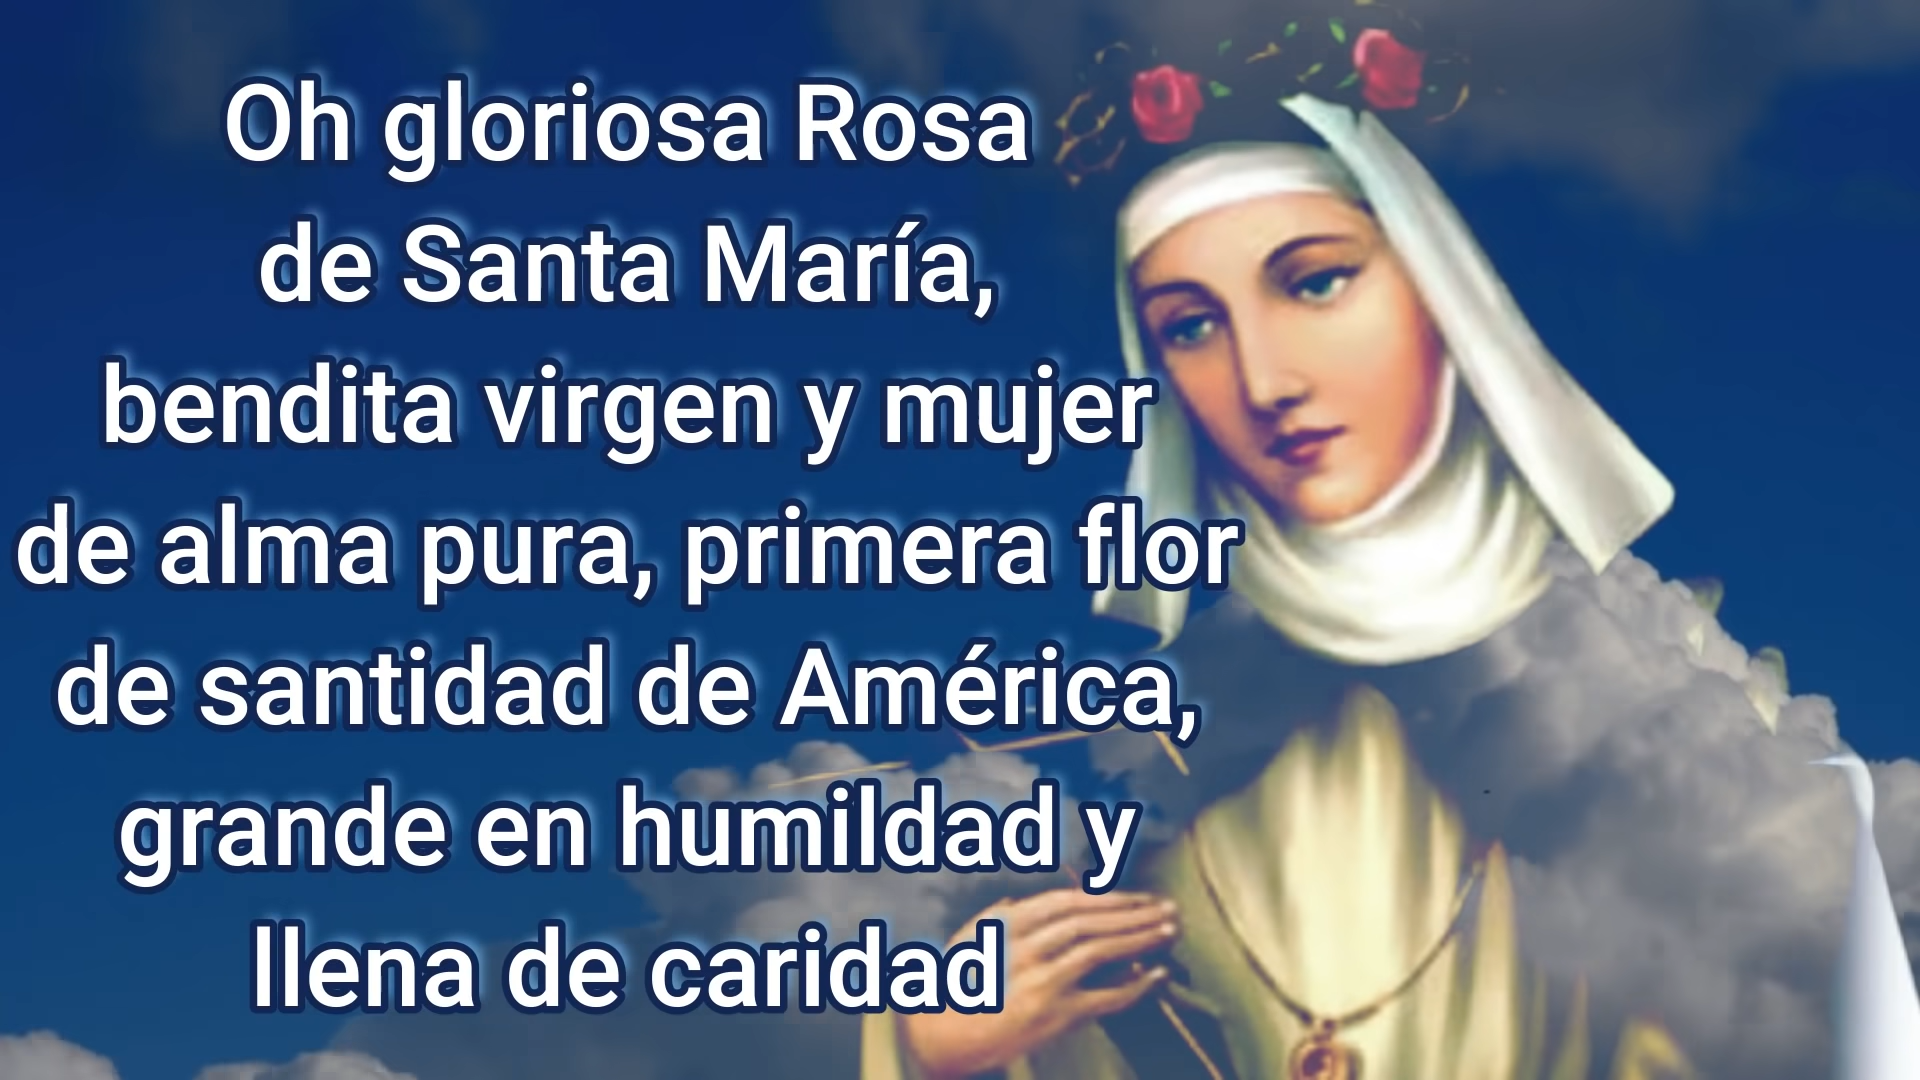 Oh gloriosa Rosa
de Santa María,
bendita virgen y mujer
de alma pura, primera flor
de santidad de América,
grande en humildad y
llena de caridad